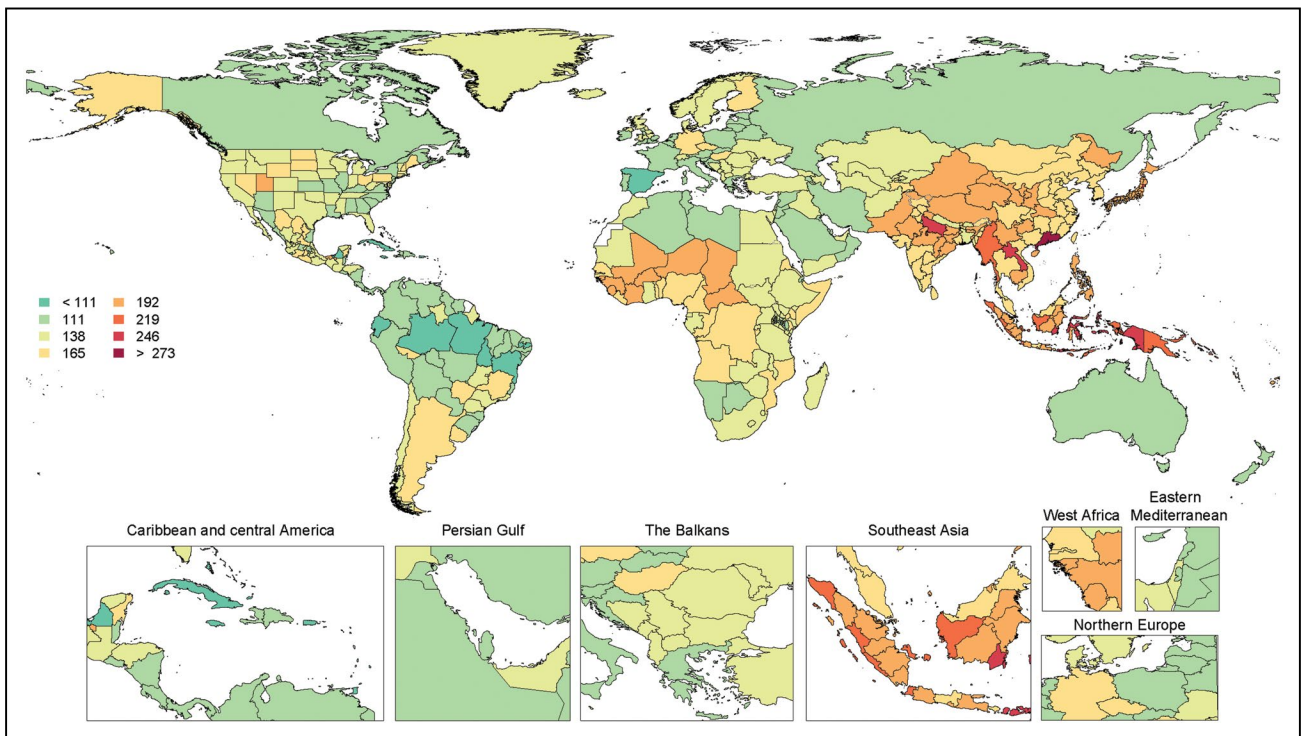 < 111
111
138
165
192
219
246
> 273
Caribbean and central America
Persian Gulf
The Balkans
Southeast Asia
West Africa
Eastern
Mediterranean
Northern Europe